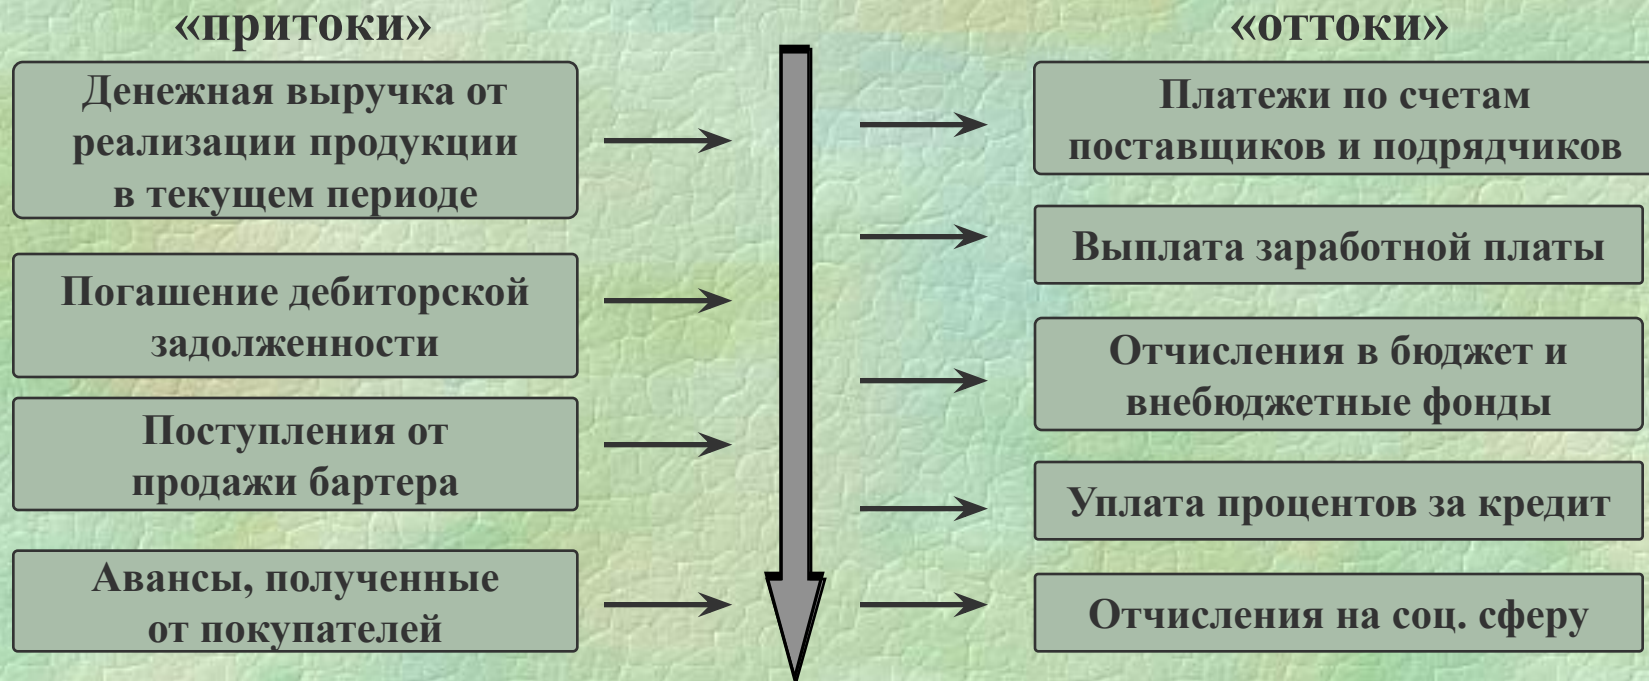 «притоки»
Денежная выручка от
реализации продукции
в текущем периоде
Погашение дебиторской
задолженности
Поступления от
продажи бартера
Авансы, полученные
от покупателей
«оттоки»
Платежи по счетам
поставщиков и подрядчиков
Выплата заработной платы
Отчисления в бюджет и
внебюджетные фонды
Уплата процентов за кредит
Отчисления на соц. сферу